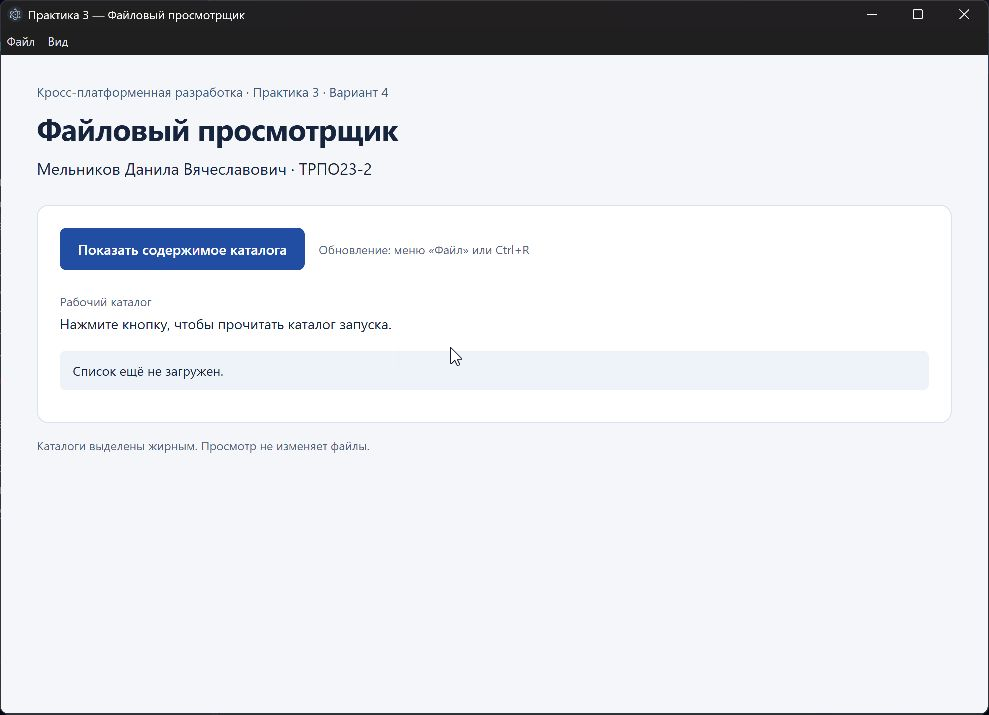 Практика 3 — Файловый просмотрщик
Файл Вид
Кросс-платформенная разработка · Практика 3 · Вариант 4
Файловый просмотрщик
Мельников Данила Вячеславович · ТРПО23-2
Показать содержимое каталога
Обновление: меню «Файл» или Ctrl+R
Рабочий каталог
Нажмите кнопку, чтобы прочитать каталог запуска.
Список ещё не загружен.
Каталоги выделены жирным. Просмотр не изменяет файлы.